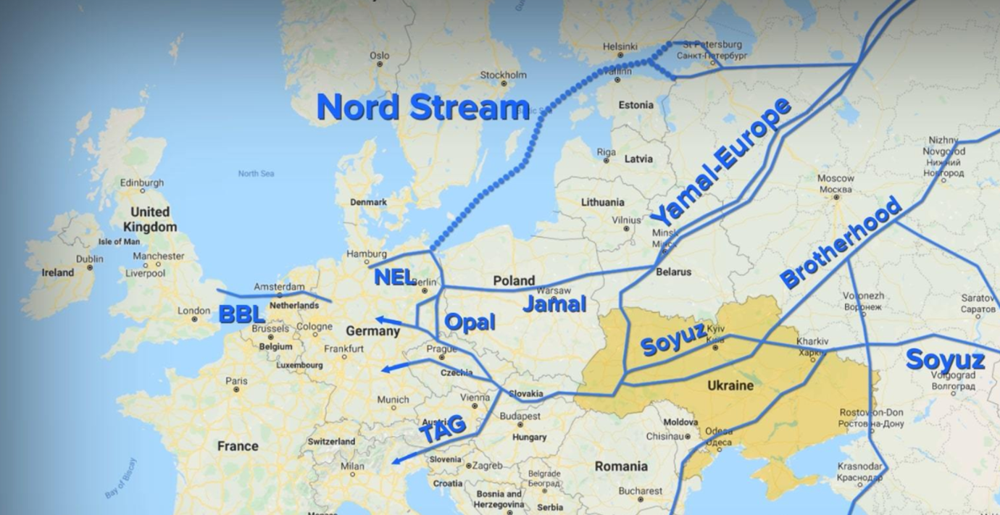 Oslo
Helsinki
St Petersburg
Санкт-Петербург
Stockholm
Tallinn
Nord Stream
Estonia
Yamal-Europe
Riga
Latvia
Nizhny
Novgorod
Нижний
Новгород
North Sea
Edinburgh
Moscow
Москва
Denmark
Lithuania
United
Kingdom
Vilnius
Minsk
Brotherhood
Isle of Man
Hamburg
Dublin
Manchester
Ireland
Liverpool
Belarus
NEL
Berlin
Poland
Warsaw
Jamal
Amsterdam
Netherlands
Voronezh
Воронеж
Saratov
Саратов
London
BBL
Opal
Brussels
Cologne
Germany
Soyuz
Kyiv
Belgium
Kharkiv
Frankfurt
Prague
Soyuz
Luxembourg
Czechia
Volgograd
Волгоград
Paris
Ukraine
Slovakia
Munich
Vienna
Austria
TAG
Budapest
Rostov-on-Don
Ростов-на-Дону
Moldova
Hungary
Chisinau
Odesa
Одеса
Switzerland
France
Slovenia
Zagreb
Romania
Milan
Krasnodar
Краснодар
Croatia
Belgrade
Београд
Bay of Biscay
Bosnia and
Herzegovina
Serbia
Bucharest